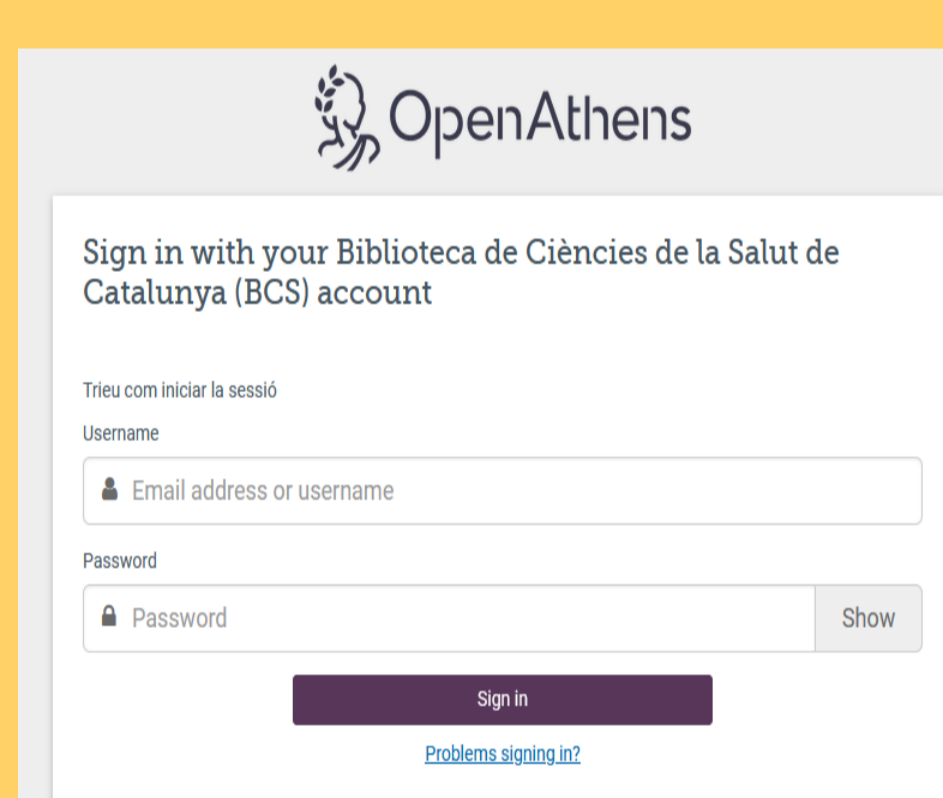 OpenAthens
Sign in with your Biblioteca de Ciències de la Salut de
Catalunya (BCS) account
Trieu com iniciar la sessió
Username
Email address or username
Password
Password
Show
Sign in
Problems signing in?